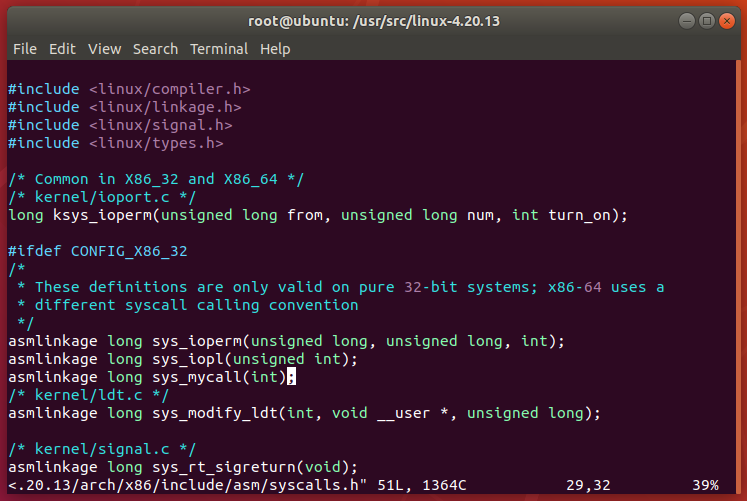 root@ubuntu: /usr/src/linux-4.20.13
File Edit View Search Terminal Help
#include <linux/compiler.h>
#include <linux/linkage.h>
#include <linux/signal.h>
#include <linux/types.h>
/* Common in X86_32 and X86_64 */
/* kernel/ioport.c */
long ksys_ioperm(unsigned long from, unsigned long num, int turn_on);
#ifdef CONFIG_X86_32
/*
 * These definitions are only valid on pure 32-bit systems; x86-64 uses a
 * different syscall calling convention
 */
asmlinkage long sys_ioperm(unsigned long, unsigned long, int);
asmlinkage long sys_iopl(unsigned int);
asmlinkage long sys_mycall(int);
/* kernel/ldt.c */
asmlinkage long sys_modify_ldt(int, void __user *, unsigned long);
/* kernel/signal.c */
asmlinkage long sys_rt_sigreturn(void);
<.20.13/arch/x86/include/asm/syscalls.h" 51L, 1364C 29,32 39%